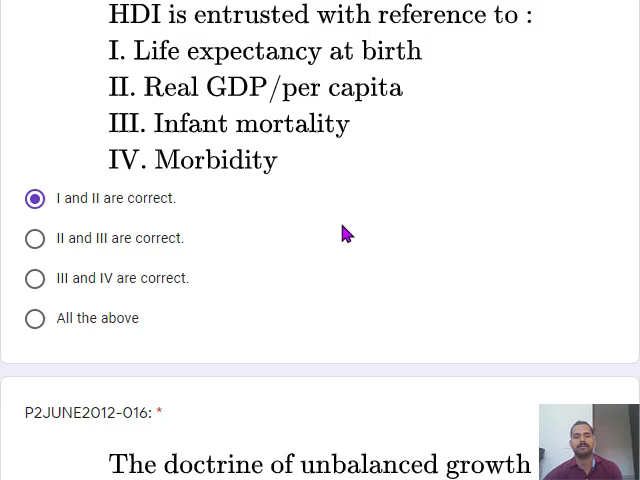 HDI is entrusted with reference to :
I. Life expectancy at birth
II. Real GDP/per capita
III. Infant mortality
IV. Morbidity
I and II are correct.
II and III are correct.
III and IV are correct.
All the above
P2JUNE2012-016: *
The doctrine of unbalanced growth